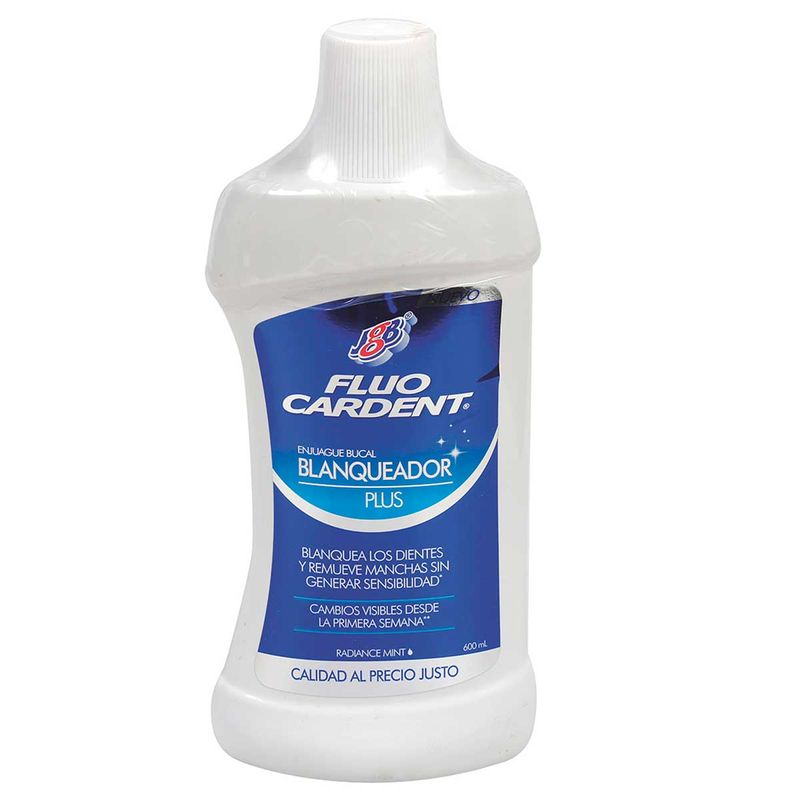 NUEVO
JGB®
FLUO
CARDENT®
ENJUAGUE BUCAL
BLANQUEADOR
PLUS
BLANQUEA LOS DIENTES
Y REMUEVE MANCHAS SIN
GENERAR SENSIBILIDAD*
CAMBIOS VISIBLES DESDE
LA PRIMERA SEMANA**
RADIANCE MINT
600 mL
CALIDAD AL PRECIO JUSTO